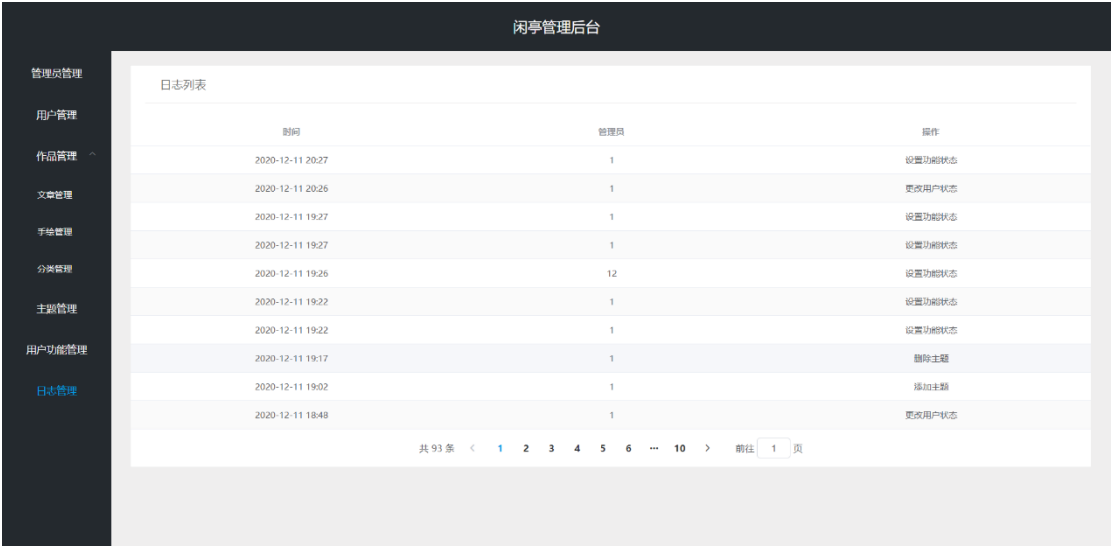 闲亭管理后台
管理员管理
用户管理
作品管理
文章管理
手绘管理
分类管理
主题管理
用户功能管理
日志管理
日志列表
时间 管理员 操作
2020-12-11 20:27 1 设置功能状态
2020-12-11 20:26 1 更改用户状态
2020-12-11 19:27 1 设置功能状态
2020-12-11 19:27 1 设置功能状态
2020-12-11 19:26 12 设置功能状态
2020-12-11 19:22 1 设置功能状态
2020-12-11 19:22 1 设置功能状态
2020-12-11 19:17 1 删除主题
2020-12-11 19:02 1 添加主题
2020-12-11 18:48 1 更改用户状态
共 93 条 < 1 2 3 4 5 6 ··· 10 > 前往 1 页